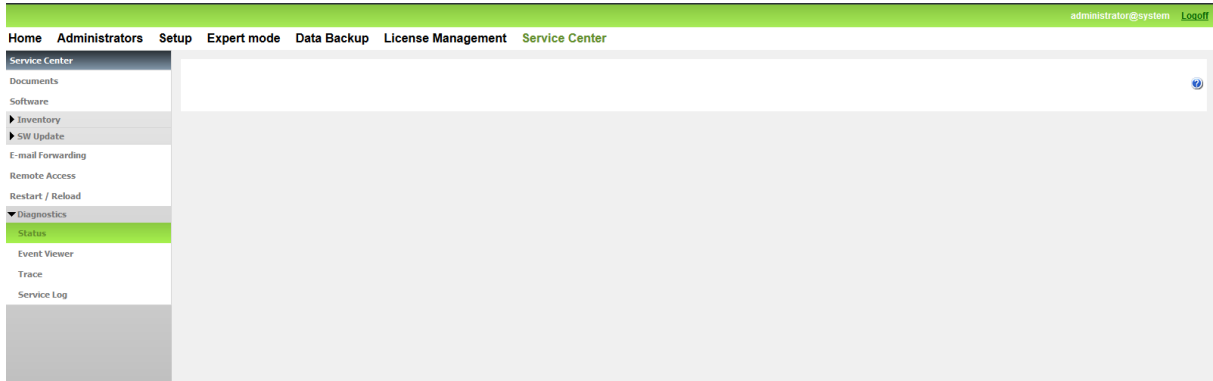 administrator@system Logoff
Home Administrators Setup Expert mode Data Backup License Management Service Center
Service Center
Documents
Software
Inventory
SW Update
E-mail Forwarding
Remote Access
Restart / Reload
Diagnostics
Status
Event Viewer
Trace
Service Log
?